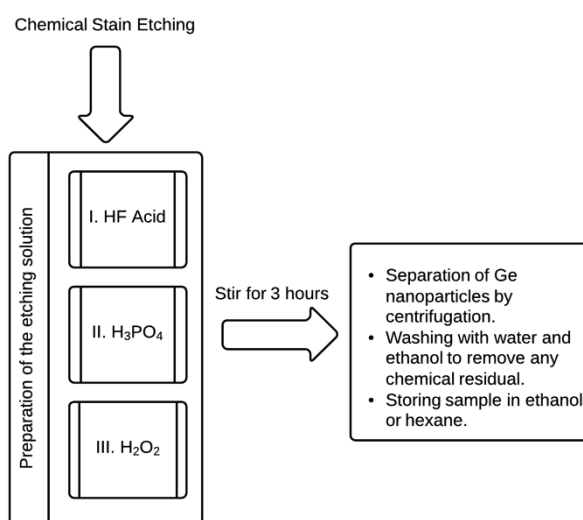 Chemical Stain Etching
Preparation of the etching solution
I. HF Acid
II. H₃PO₄
III. H₂O₂
Stir for 3 hours
• Separation of Ge
nanoparticles by
centrifugation.
• Washing with water and
ethanol to remove any
chemical residual.
• Storing sample in ethanol
or hexane.